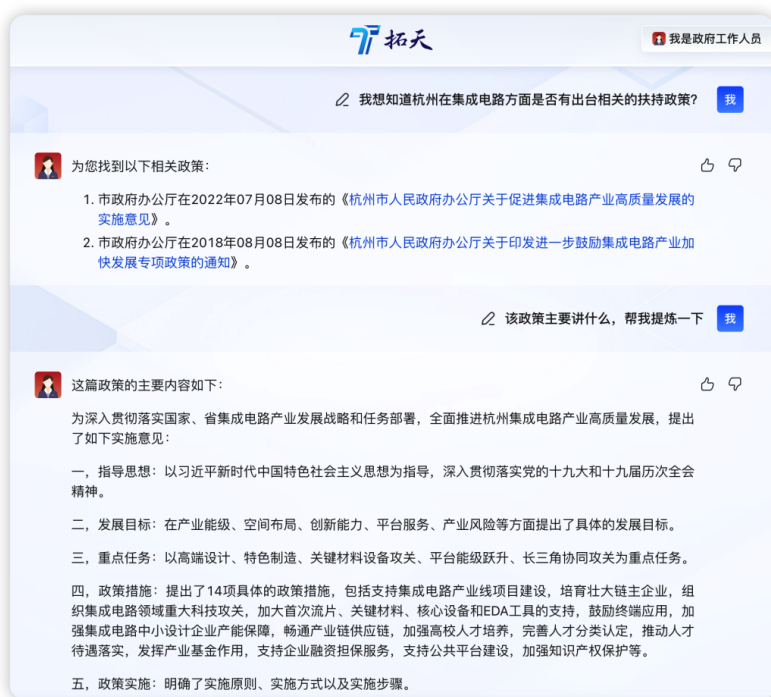 拓天
我是政府工作人员
我想知道杭州在集成电路方面是否有出台相关的扶持政策?
我
为您找到以下相关政策：
1. 市政府办公厅在2022年07月08日发布的《杭州市人民政府办公厅关于促进集成电路产业高质量发展的
实施意见》。
2. 市政府办公厅在2018年08月08日发布的《杭州市人民政府办公厅关于印发进一步鼓励集成电路产业加
快发展专项政策的通知》。
该政策主要讲什么，帮我提炼一下
我
这篇政策的主要内容如下：
为深入贯彻落实国家、省集成电路产业发展战略和任务部署，全面推进杭州集成电路产业高质量发展，提出
了如下实施意见：
一，指导思想：以习近平新时代中国特色社会主义思想为指导，深入贯彻落实党的十九大和十九届历次全会
精神。
二，发展目标：在产业能级、空间布局、创新能力、平台服务、产业风险等方面提出了具体的发展目标。
三，重点任务：以高端设计、特色制造、关键材料设备攻关、平台能级跃升、长三角协同攻关为重点任务。
四，政策措施：提出了14项具体的政策措施，包括支持集成电路产业线项目建设，培育壮大链主企业，组
织集成电路领域重大科技攻关，加大首次流片、关键材料、核心设备和EDA工具的支持，鼓励终端应用，加
强集成电路中小设计企业产能保障，畅通产业链供应链，加强高校人才培养，完善人才分类认定，推动人才
待遇落实，发挥产业基金作用，支持企业融资担保服务，支持公共平台建设，加强知识产权保护等。
五，政策实施：明确了实施原则、实施方式以及实施步骤。